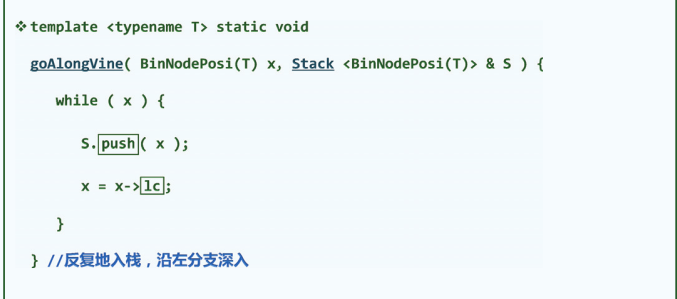 ❖ template <typename T> static void
goAlongVine( BinNodePosi(T) x, Stack <BinNodePosi(T)> & S ) {
while ( x ) {
S.push( x );
x = x->lc;
}
} //反复地入栈，沿左分支深入